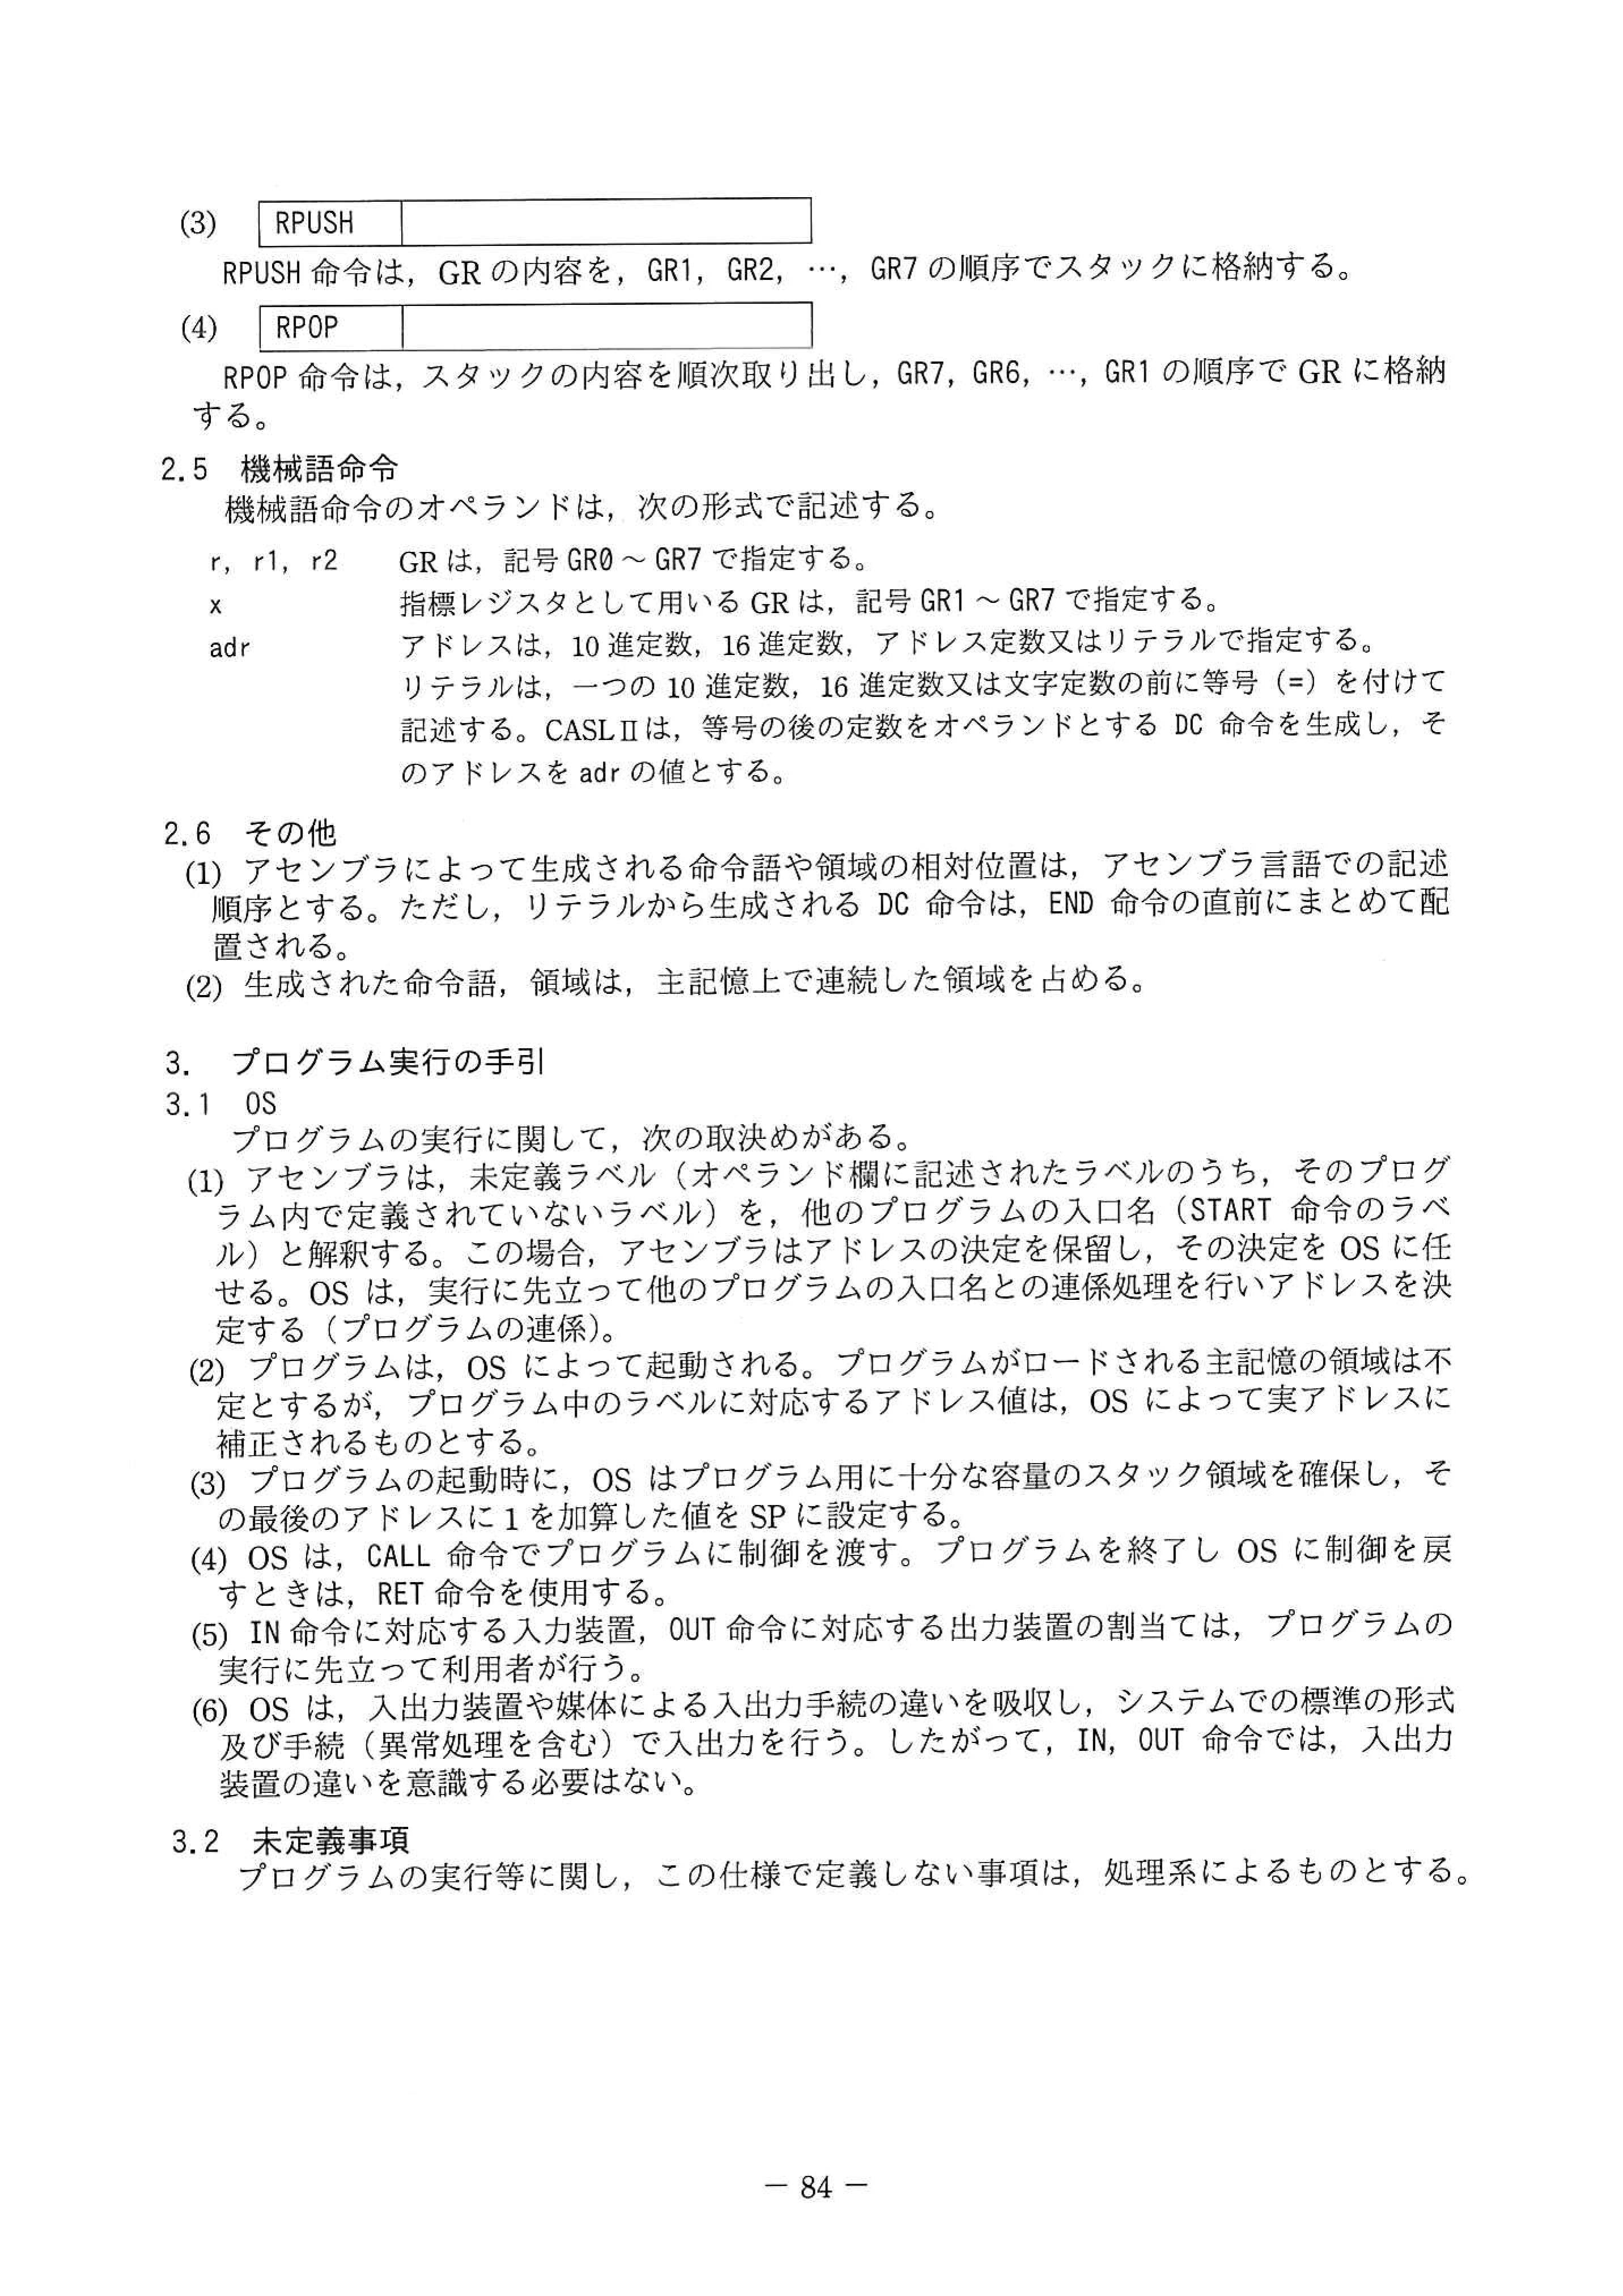 (3) RPUSH
RPUSH 命令は，GR の内容を，GR1，GR2，…，GR7 の順序でスタックに格納する。
(4) RPOP
RPOP 命令は，スタックの内容を順次取り出し，GR7，GR6，…，GR1 の順序で GR に格納
する。
2.5 機械語命令
機械語命令のオペランドは，次の形式で記述する。
r，r1，r2 GR は，記号 GR0 ～ GR7 で指定する。
x 指標レジスタとして用いる GR は，記号 GR1 ～ GR7 で指定する。
adr アドレスは，10 進定数，16 進定数，アドレス定数又はリテラルで指定する。
リテラルは，一つの 10 進定数，16 進定数又は文字定数の前に等号（=）を付けて
記述する。CASLⅡは，等号の後の定数をオペランドとする DC 命令を生成し，そ
のアドレスを adr の値とする。
2.6 その他
(1) アセンブラによって生成される命令語や領域の相対位置は，アセンブラ言語での記述
順序とする。ただし，リテラルから生成される DC 命令は，END 命令の直前にまとめて配
置される。
(2) 生成された命令語，領域は，主記憶上で連続した領域を占める。
3. プログラム実行の手引
3.1 OS
プログラムの実行に関して，次の取決めがある。
(1) アセンブラは，未定義ラベル（オペランド欄に記述されたラベルのうち，そのプログ
ラム内で定義されていないラベル）を，他のプログラムの入口名（START 命令のラベ
ル）と解釈する。この場合，アセンブラはアドレスの決定を保留し，その決定を OS に任
せる。OS は，実行に先立って他のプログラムの入口名との連係処理を行いアドレスを決
定する（プログラムの連係）。
(2) プログラムは，OS によって起動される。プログラムがロードされる主記憶の領域は不
定とするが，プログラム中のラベルに対応するアドレス値は，OS によって実アドレスに
補正されるものとする。
(3) プログラムの起動時に，OS はプログラム用に十分な容量のスタック領域を確保し，そ
の最後のアドレスに 1 を加算した値を SP に設定する。
(4) OS は，CALL 命令でプログラムに制御を渡す。プログラムを終了し OS に制御を戻
すときは，RET 命令を使用する。
(5) IN 命令に対応する入力装置，OUT 命令に対応する出力装置の割当ては，プログラムの
実行に先立って利用者が行う。
(6) OS は，入出力装置や媒体による入出力手続の違いを吸収し，システムでの標準の形式
及び手続（異常処理を含む）で入出力を行う。したがって，IN，OUT 命令では，入出力
装置の違いを意識する必要はない。
3.2 未定義事項
プログラムの実行等に関し，この仕様で定義しない事項は，処理系によるものとする。
－ 84 －